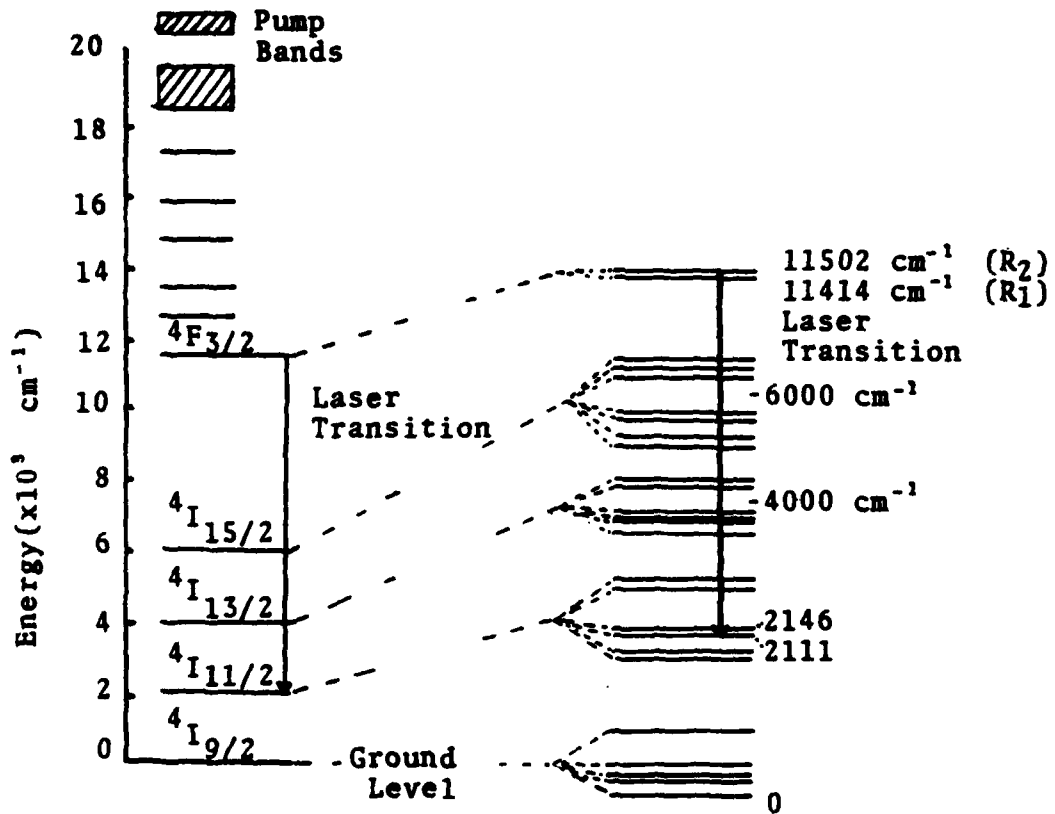 Pump
Bands
20
18
16
14
12
10
8
6
4
2
0
Energy(x10³ cm⁻¹)
⁴F3/2
Laser
Transition
⁴I15/2
⁴I13/2
⁴I11/2
⁴I9/2
Ground
Level
11502 cm⁻¹ (R2)
11414 cm⁻¹ (R1)
Laser
Transition
6000 cm⁻¹
4000 cm⁻¹
2146
2111
0